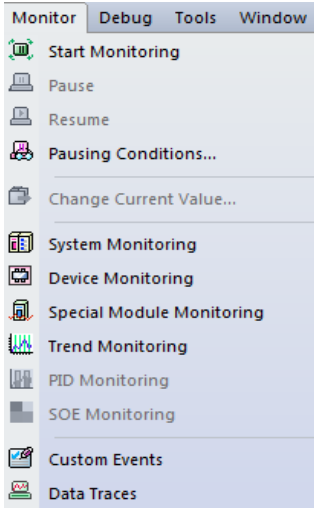 Monitor Debug Tools Window
Start Monitoring
Pause
Resume
Pausing Conditions...
Change Current Value...
System Monitoring
Device Monitoring
Special Module Monitoring
Trend Monitoring
PID Monitoring
SOE Monitoring
Custom Events
Data Traces